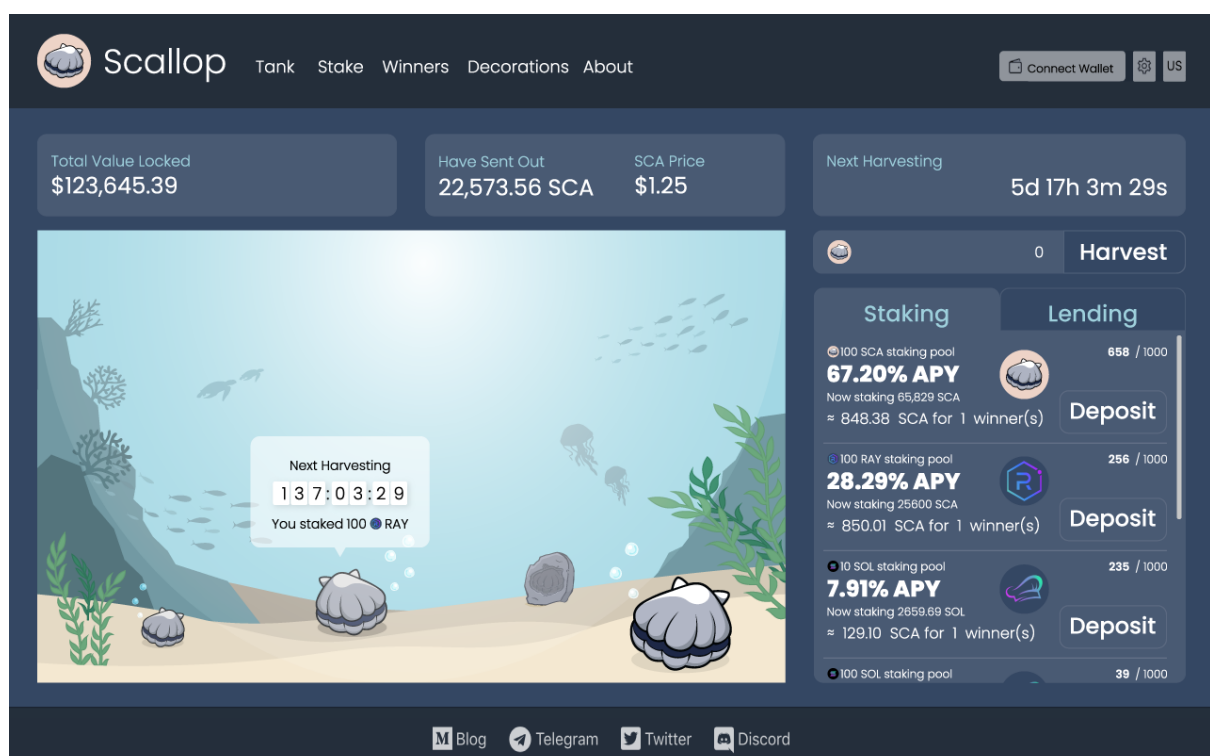 Scallop Tank Stake Winners Decorations About Connect Wallet US
Total Value Locked
$123,645.39
Have Sent Out SCA Price
22,573.56 SCA $1.25
Next Harvesting
5d 17h 3m 29s
0 Harvest
Next Harvesting
137:03:29
You staked 100 RAY
Staking Lending
100 SCA staking pool 658 / 1000
67.20% APY
Now staking 65,829 SCA
≈ 848.38 SCA for 1 winner(s)
Deposit
100 RAY staking pool 256 / 1000
28.29% APY
Now staking 25600 SCA
≈ 850.01 SCA for 1 winner(s)
Deposit
10 SOL staking pool 235 / 1000
7.91% APY
Now staking 2659.69 SOL
≈ 129.10 SCA for 1 winner(s)
Deposit
100 SOL staking pool 39 / 1000
Blog Telegram Twitter Discord